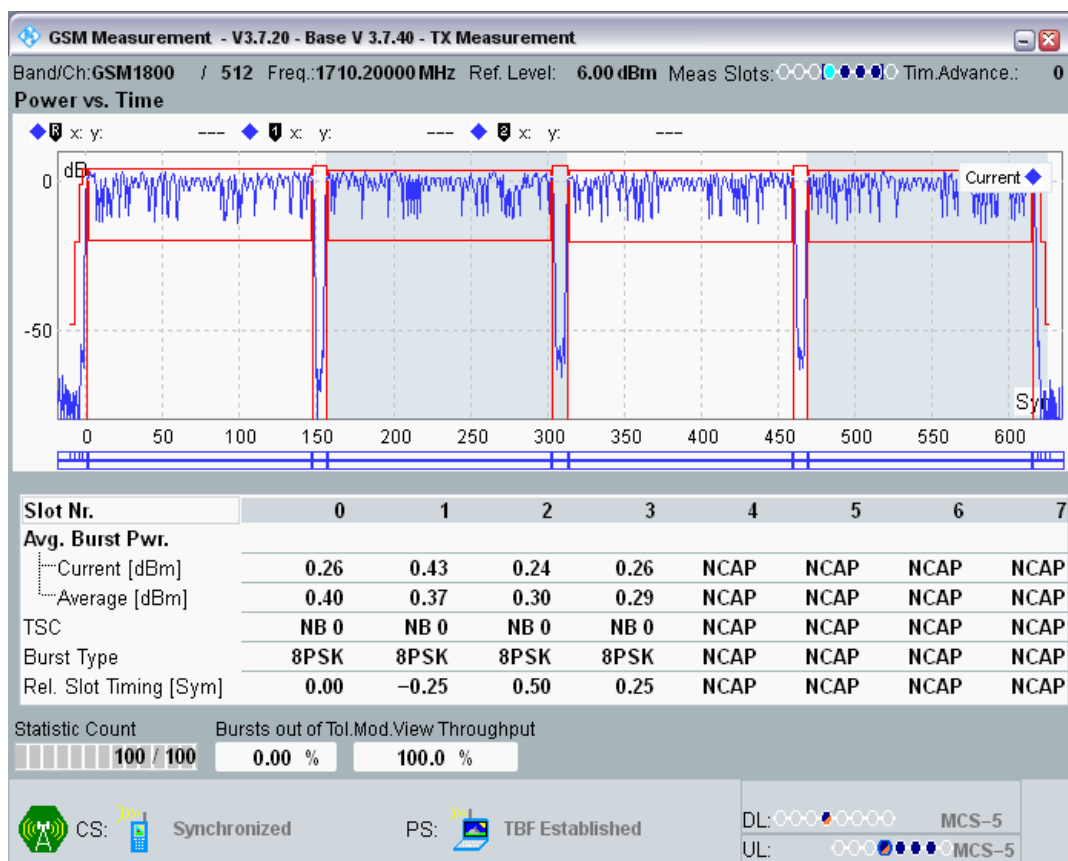 GSM Measurement - V3.7.20 - Base V 3.7.40 - TX Measurement
Band/Ch:GSM1800 / 512 Freq.:1710.20000 MHz Ref. Level: 6.00 dBm Meas Slots: Tim.Advance.: 0
Power vs. Time
R x: y: --- 1 x: y: --- 2 x: y: ---
dB
Current
0
-50
Sym
0 50 100 150 200 250 300 350 400 450 500 550 600
Slot Nr. 0 1 2 3 4 5 6 7
Avg. Burst Pwr.
Current [dBm] 0.26 0.43 0.24 0.26 NCAP NCAP NCAP NCAP
Average [dBm] 0.40 0.37 0.30 0.29 NCAP NCAP NCAP NCAP
TSC NB 0 NB 0 NB 0 NB 0 NCAP NCAP NCAP NCAP
Burst Type 8PSK 8PSK 8PSK 8PSK NCAP NCAP NCAP NCAP
Rel. Slot Timing [Sym] 0.00 −0.25 0.50 0.25 NCAP NCAP NCAP NCAP
Statistic Count Bursts out of Tol.Mod.View Throughput
100 / 100 0.00 % 100.0 %
CS: Synchronized PS: TBF Established
DL: MCS−5
UL: MCS−5